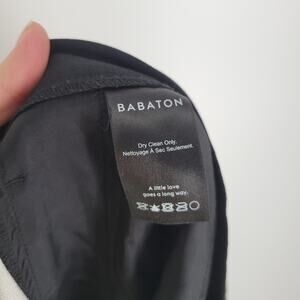 BABATON
Dry Clean Only.
Nettoyage À Sec Seulement.
A little love
goes a long way.